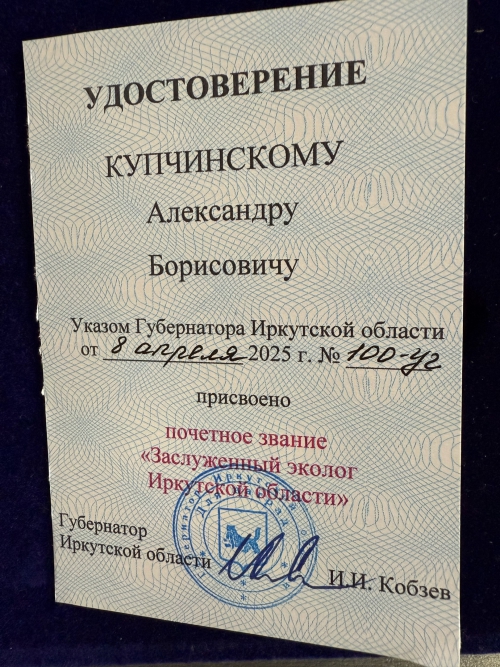 УДОСТОВЕРЕНИЕ
КУПЧИНСКОМУ
Александру
Борисовичу
Указом Губернатора Иркутской области
от 8 апреля 2025 г. № 100-уг
присвоено
почетное звание
«Заслуженный эколог
Иркутской области»
Губернатор
Иркутской области
И.И. Кобзев